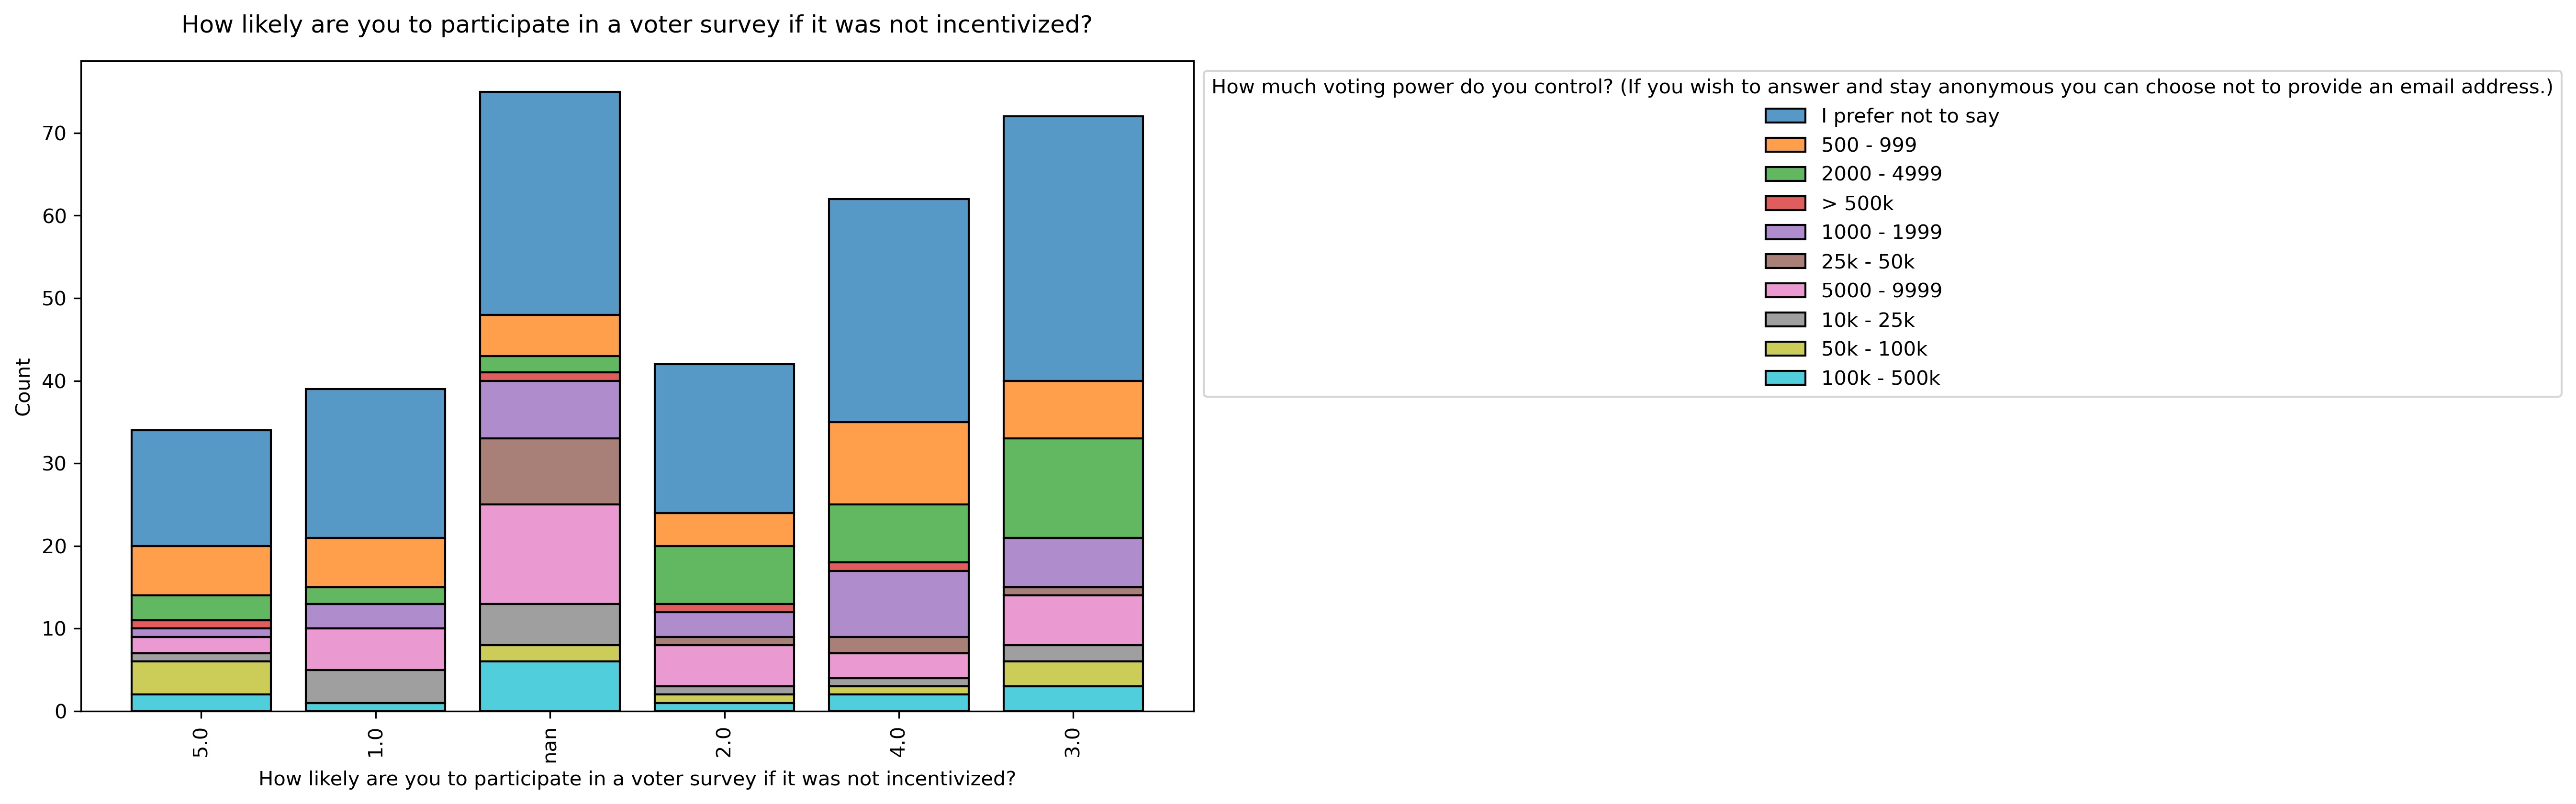 How likely are you to participate in a voter survey if it was not incentivized?
How much voting power do you control? (If you wish to answer and stay anonymous you can choose not to provide an email address.)
I prefer not to say
500 - 999
2000 - 4999
> 500k
1000 - 1999
25k - 50k
5000 - 9999
10k - 25k
50k - 100k
100k - 500k
Count
70
60
50
40
30
20
10
0
5.0
1.0
nan
2.0
4.0
3.0
How likely are you to participate in a voter survey if it was not incentivized?